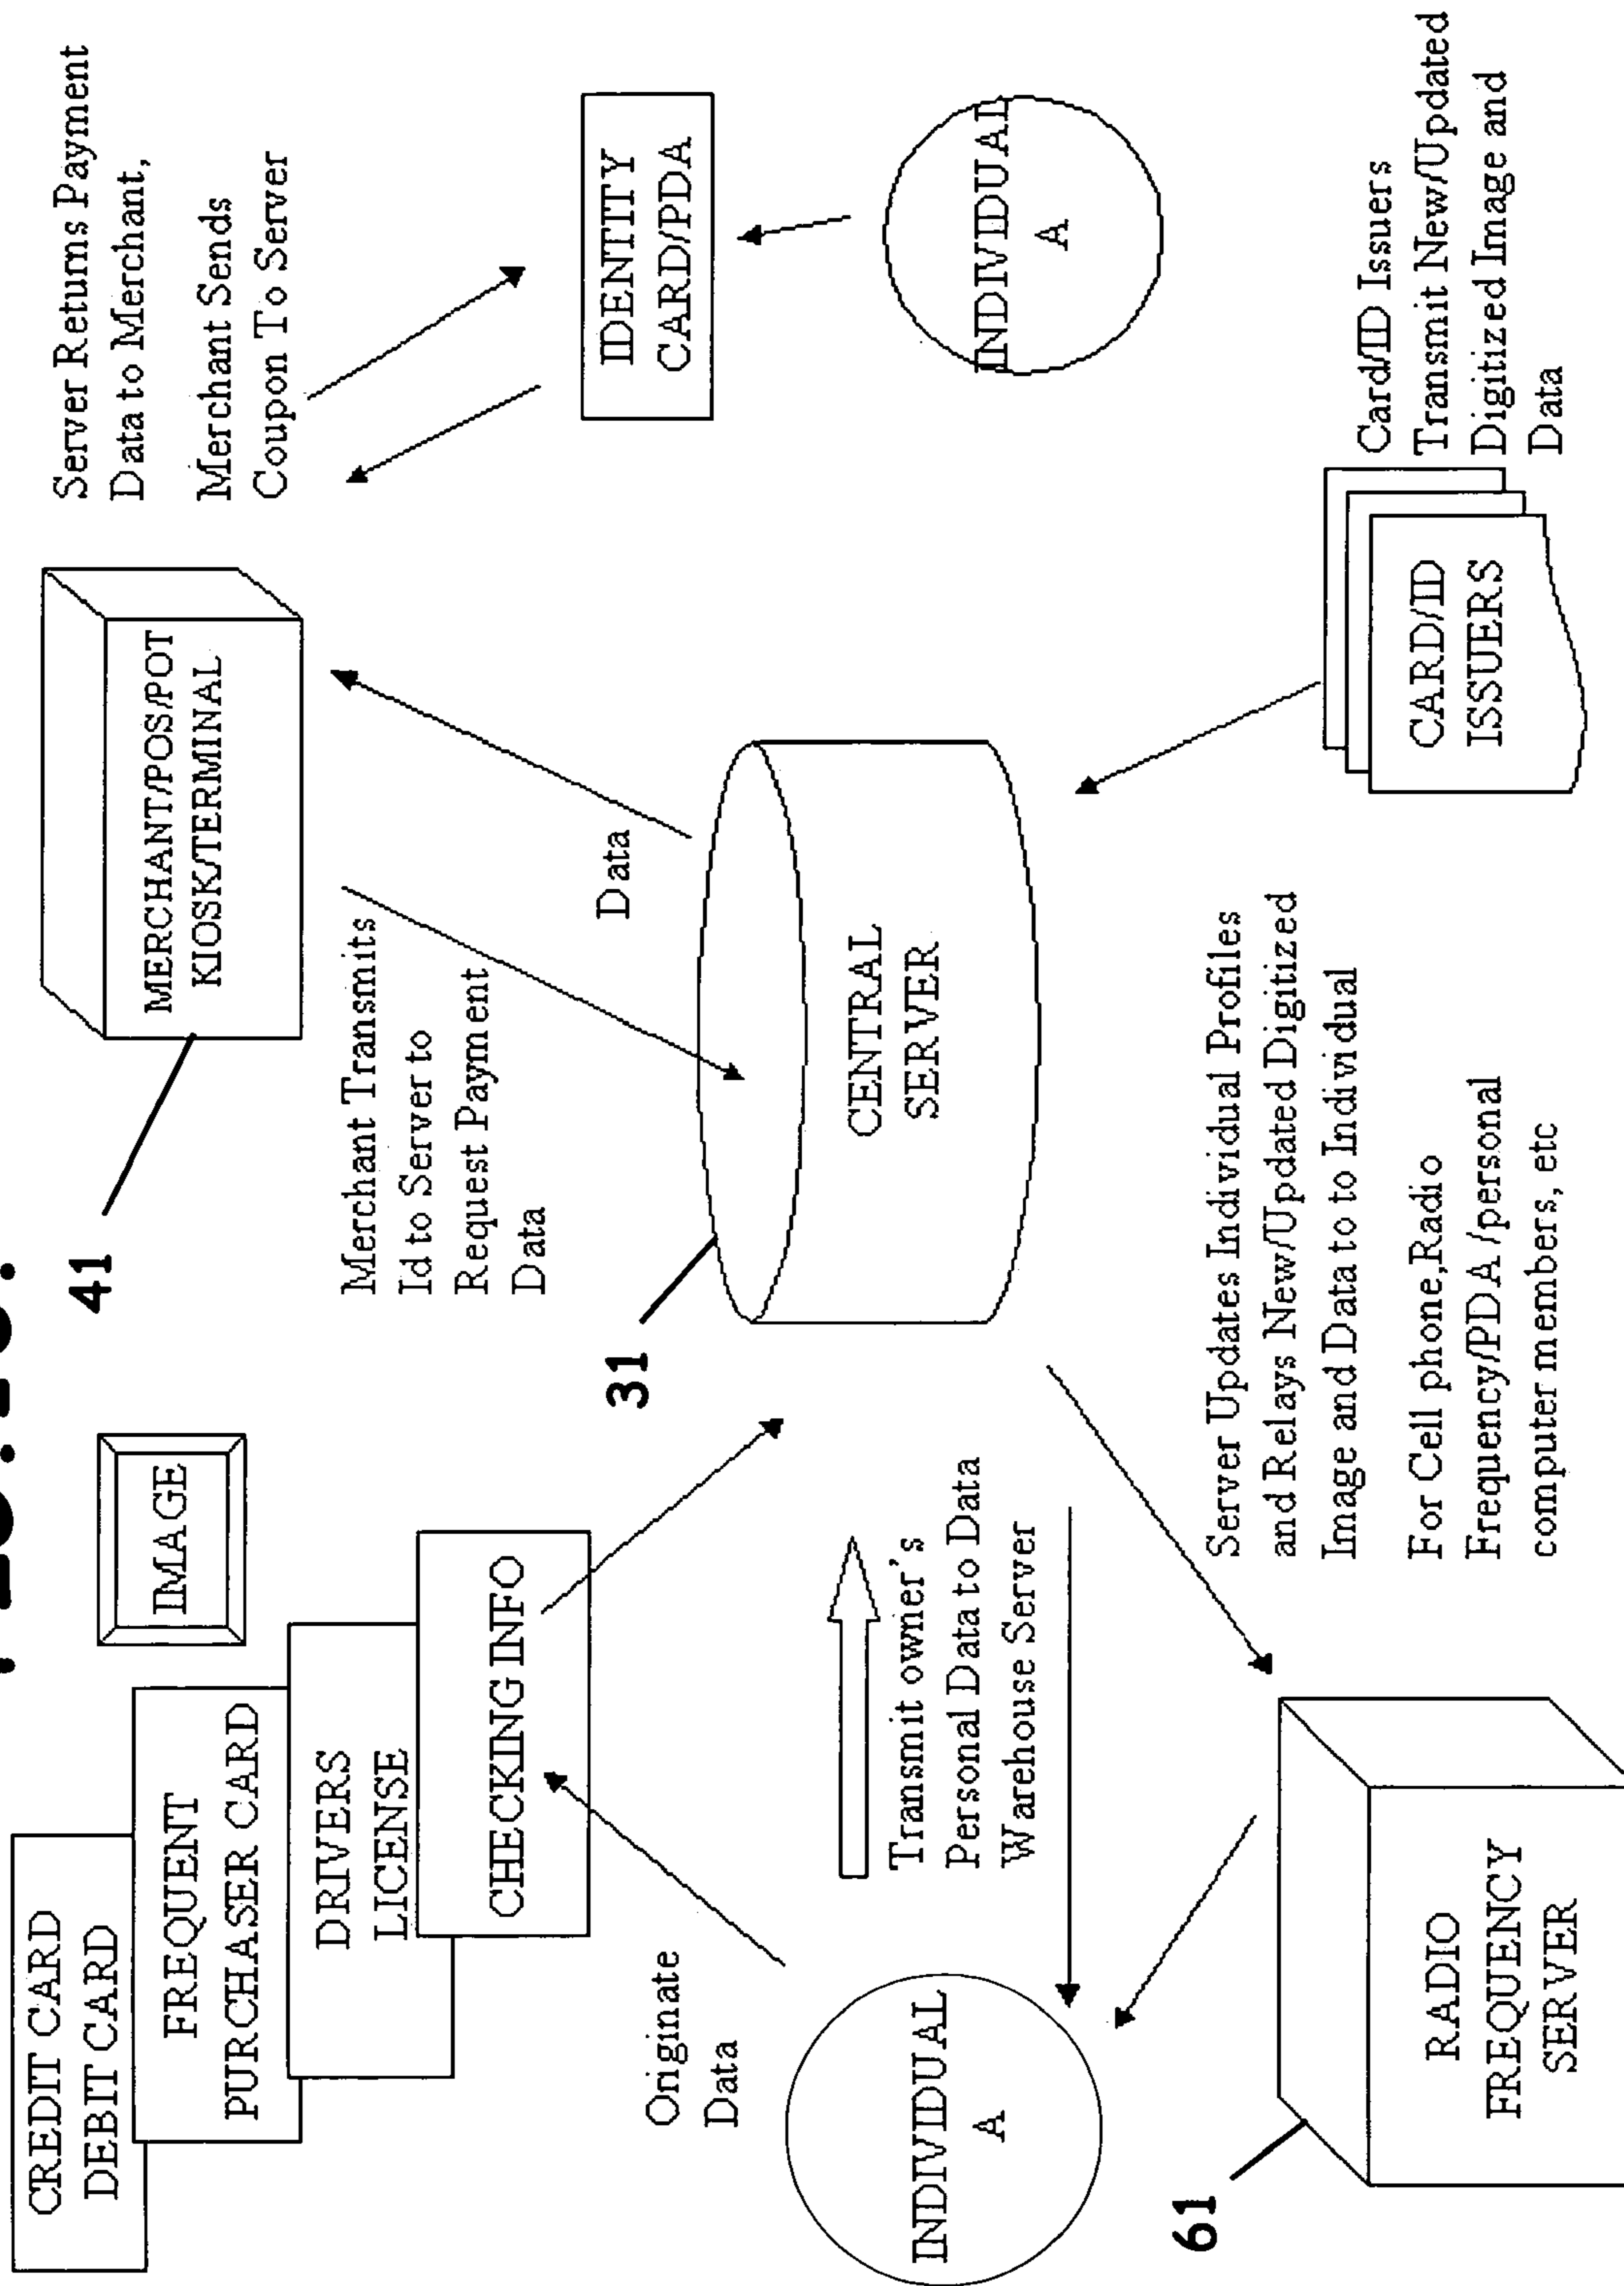 CREDIT CARD
DEBIT CARD
FREQUENT
PURCHASER CARD
DRIVERS
LICENSE
CHECKING INFO
IMAGE
41
MERCHANT/POS/POT
KIOSK/TERMINAL
Server Returns Payment
Data to Merchant,
Merchant Sends
Coupon To Server
Merchant Transmits
Id to Server to
Request Payment
Data
Data
IDENTITY
CARD/PDA
INDIVIDUAL
A
Originate
Data
31
CENTRAL
SERVER
INDIVIDUAL
A
Transmit owner's
Personal Data to Data
Warehouse Server
61
RADIO
FREQUENCY
SERVER
Server Updates Individual Profiles
and Relays New/Updated Digitized
Image and Data to to Individual
For Cell phone,Radio
Frequency/PDA /personal
computer members, etc
CARD/ID
ISSUERS
Card/ID Issuers
Transmit New/Updated
Digitized Image and
Data